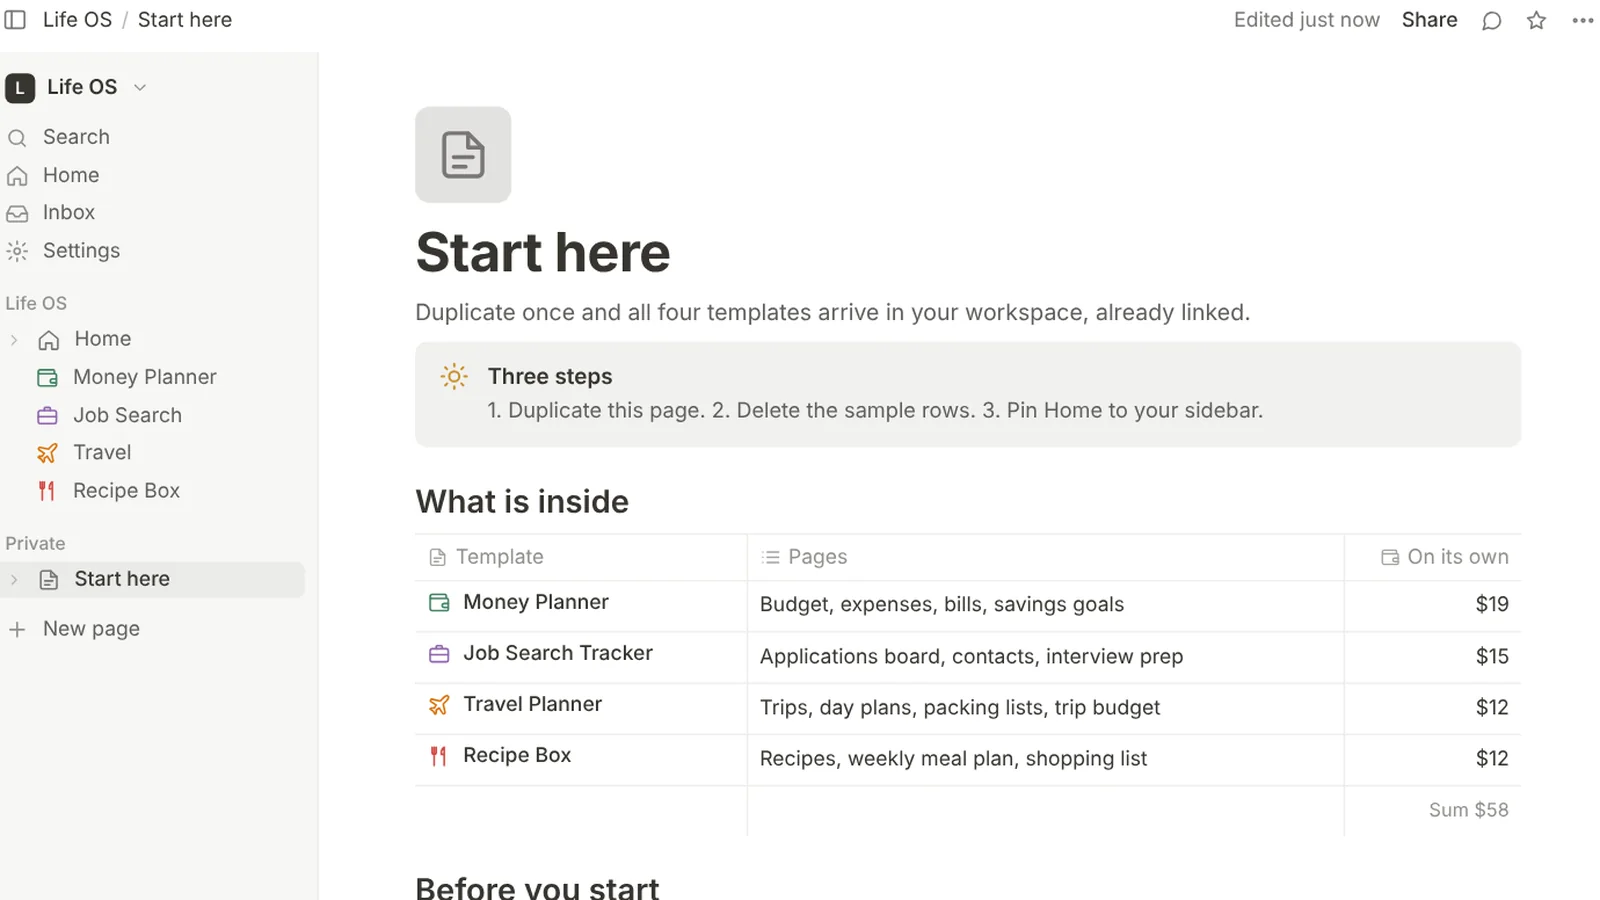 Life OS / Start here
Edited just now Share
L Life OS
Search
Home
Inbox
Settings
Life OS
Home
Money Planner
Job Search
Travel
Recipe Box
Private
Start here
New page
Start here
Duplicate once and all four templates arrive in your workspace, already linked.
Three steps
1. Duplicate this page. 2. Delete the sample rows. 3. Pin Home to your sidebar.
What is inside
Template Pages On its own
Money Planner Budget, expenses, bills, savings goals $19
Job Search Tracker Applications board, contacts, interview prep $15
Travel Planner Trips, day plans, packing lists, trip budget $12
Recipe Box Recipes, weekly meal plan, shopping list $12
Sum $58
Before you start